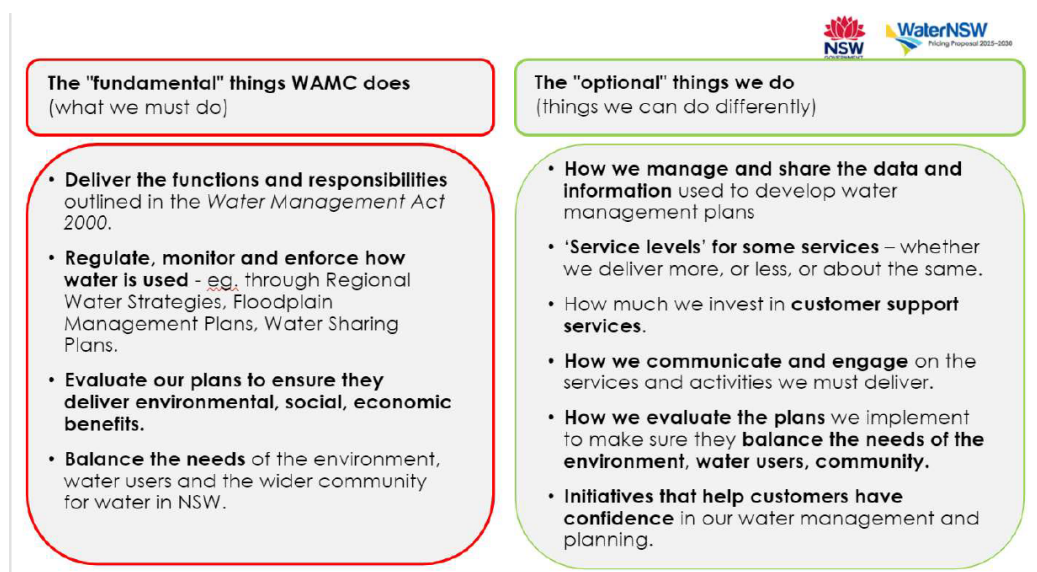 NSW
GOVERNMENT
WaterNSW
Pricing Proposal 2025–2030
The "fundamental" things WAMC does
(what we must do)
• Deliver the functions and responsibilities
outlined in the Water Management Act
2000.
• Regulate, monitor and enforce how
water is used - eg. through Regional
Water Strategies, Floodplain
Management Plans, Water Sharing
Plans.
• Evaluate our plans to ensure they
deliver environmental, social, economic
benefits.
• Balance the needs of the environment,
water users and the wider community
for water in NSW.
The "optional" things we do
(things we can do differently)
• How we manage and share the data and
information used to develop water
management plans
• ‘Service levels’ for some services – whether
we deliver more, or less, or about the same.
• How much we invest in customer support
services.
• How we communicate and engage on the
services and activities we must deliver.
• How we evaluate the plans we implement
to make sure they balance the needs of the
environment, water users, community.
• Initiatives that help customers have
confidence in our water management and
planning.